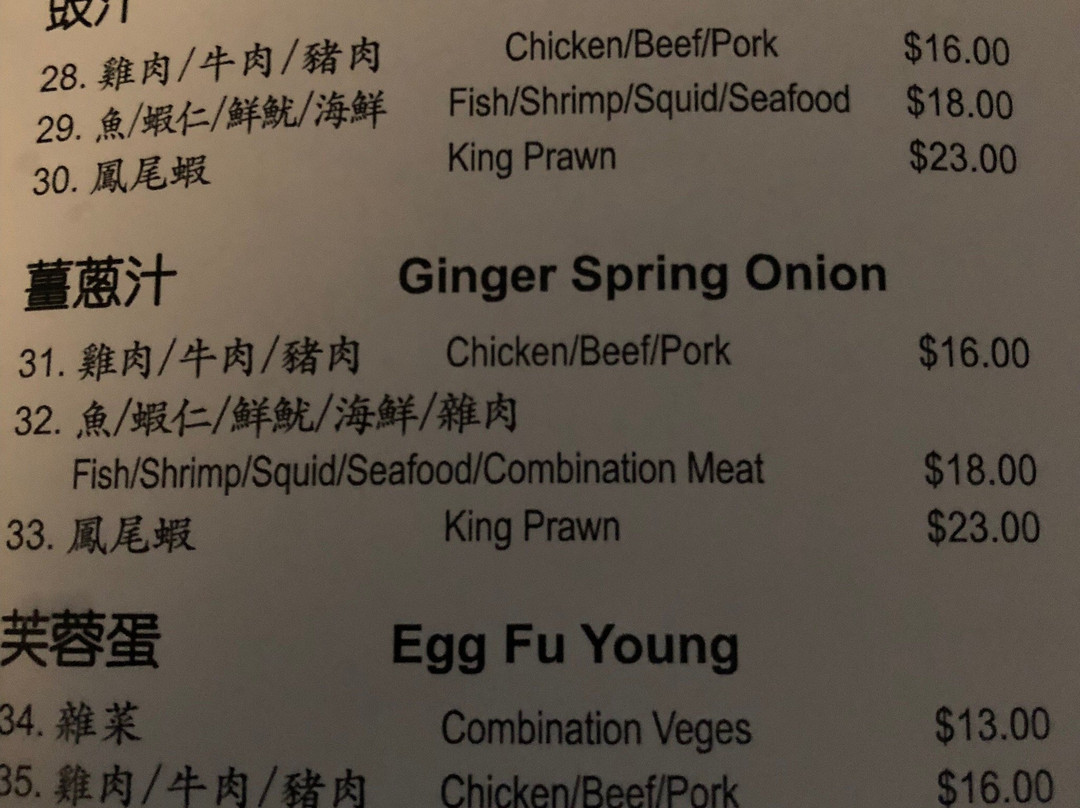 豉汁
28. 雞肉/牛肉/豬肉 Chicken/Beef/Pork $16.00
29. 魚/蝦仁/鮮魷/海鮮 Fish/Shrimp/Squid/Seafood $18.00
30. 鳳尾蝦 King Prawn $23.00
薑蔥汁 Ginger Spring Onion
31. 雞肉/牛肉/豬肉 Chicken/Beef/Pork $16.00
32. 魚/蝦仁/鮮魷/海鮮/雜肉
Fish/Shrimp/Squid/Seafood/Combination Meat $18.00
33. 鳳尾蝦 King Prawn $23.00
芙蓉蛋 Egg Fu Young
34. 雜菜 Combination Veges $13.00
35. 雞肉/牛肉/豬肉 Chicken/Beef/Pork $16.00